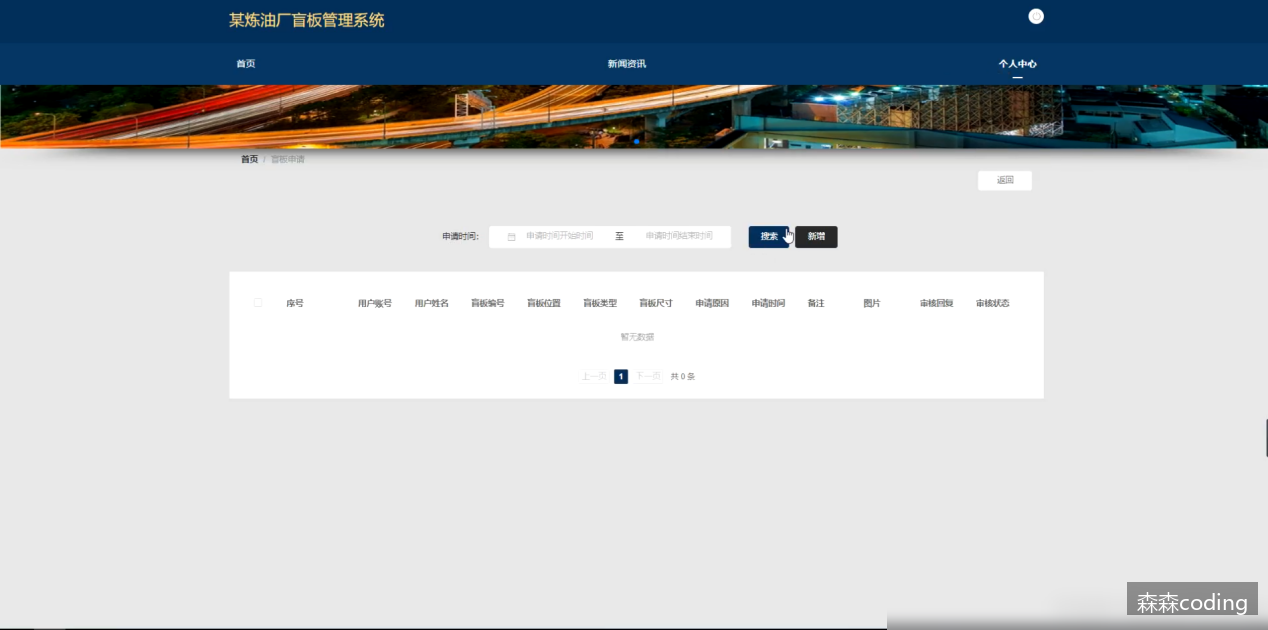 某炼油厂盲板管理系统
首页 新闻资讯 个人中心
首页 / 盲板申请
返回
申请时间: 申请时间开始时间 至 申请时间结束时间 搜索 新增
序号 用户账号 用户姓名 盲板编号 盲板位置 盲板类型 盲板尺寸 申请原因 申请时间 备注 图片 审核回复 审核状态
暂无数据
上一页 1 下一页 共 0 条
森森coding